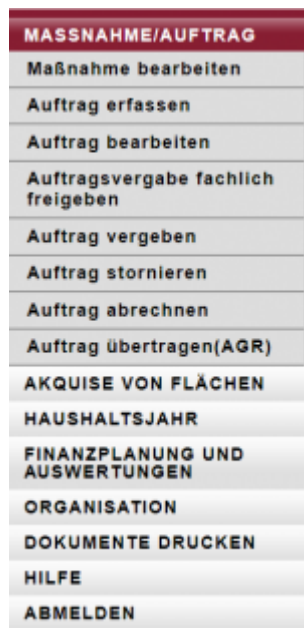 MASSNAHME/AUFTRAG
Maßnahme bearbeiten
Auftrag erfassen
Auftrag bearbeiten
Auftragsvergabe fachlich
freigeben
Auftrag vergeben
Auftrag stornieren
Auftrag abrechnen
Auftrag übertragen(AGR)
AKQUISE VON FLÄCHEN
HAUSHALTSJAHR
FINANZPLANUNG UND
AUSWERTUNGEN
ORGANISATION
DOKUMENTE DRUCKEN
HILFE
ABMELDEN